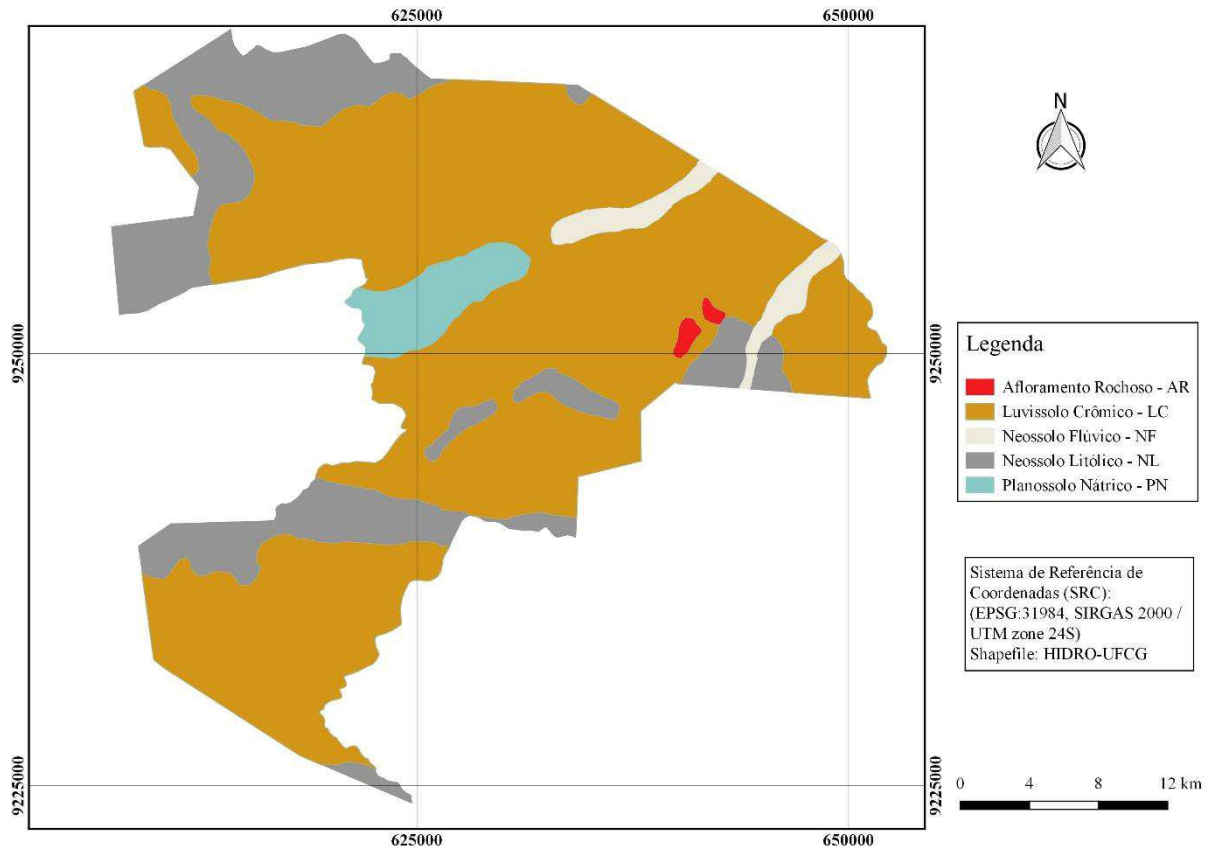 625000
650000
N
9250000
9250000
Legenda
Afloramento Rochoso - AR
Luvissolo Crômico - LC
Neossolo Flúvico - NF
Neossolo Litólico - NL
Planossolo Nátrico - PN
Sistema de Referência de
Coordenadas (SRC):
(EPSG:31984, SIRGAS 2000 /
UTM zone 24S)
Shapefile: HIDRO-UFCG
9225000
9225000
0 4 8 12 km
625000
650000